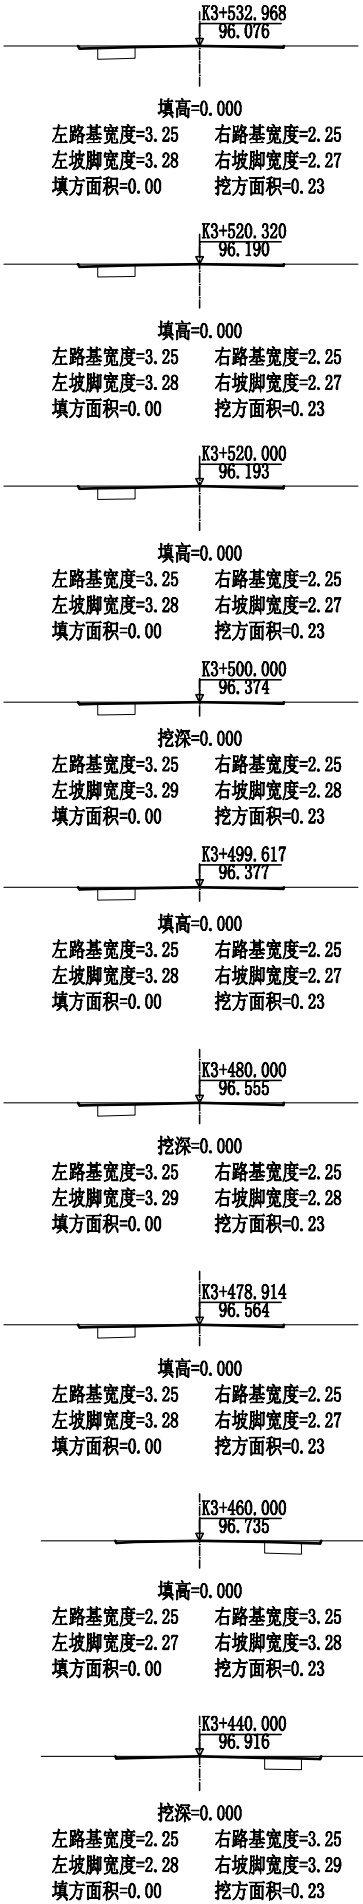 K3+532.968
96.076
填高=0.000
左路基宽度=3.25 右路基宽度=2.25
左坡脚宽度=3.28 右坡脚宽度=2.27
填方面积=0.00 挖方面积=0.23
K3+520.320
96.190
填高=0.000
左路基宽度=3.25 右路基宽度=2.25
左坡脚宽度=3.28 右坡脚宽度=2.27
填方面积=0.00 挖方面积=0.23
K3+520.000
96.193
填高=0.000
左路基宽度=3.25 右路基宽度=2.25
左坡脚宽度=3.28 右坡脚宽度=2.27
填方面积=0.00 挖方面积=0.23
K3+500.000
96.374
挖深=0.000
左路基宽度=3.25 右路基宽度=2.25
左坡脚宽度=3.29 右坡脚宽度=2.28
填方面积=0.00 挖方面积=0.23
K3+499.617
96.377
填高=0.000
左路基宽度=3.25 右路基宽度=2.25
左坡脚宽度=3.28 右坡脚宽度=2.27
填方面积=0.00 挖方面积=0.23
K3+480.000
96.555
挖深=0.000
左路基宽度=3.25 右路基宽度=2.25
左坡脚宽度=3.29 右坡脚宽度=2.28
填方面积=0.00 挖方面积=0.23
K3+478.914
96.564
填高=0.000
左路基宽度=3.25 右路基宽度=2.25
左坡脚宽度=3.28 右坡脚宽度=2.27
填方面积=0.00 挖方面积=0.23
K3+460.000
96.735
填高=0.000
左路基宽度=2.25 右路基宽度=3.25
左坡脚宽度=2.27 右坡脚宽度=3.28
填方面积=0.00 挖方面积=0.23
K3+440.000
96.916
挖深=0.000
左路基宽度=2.25 右路基宽度=3.25
左坡脚宽度=2.28 右坡脚宽度=3.29
填方面积=0.00 挖方面积=0.23